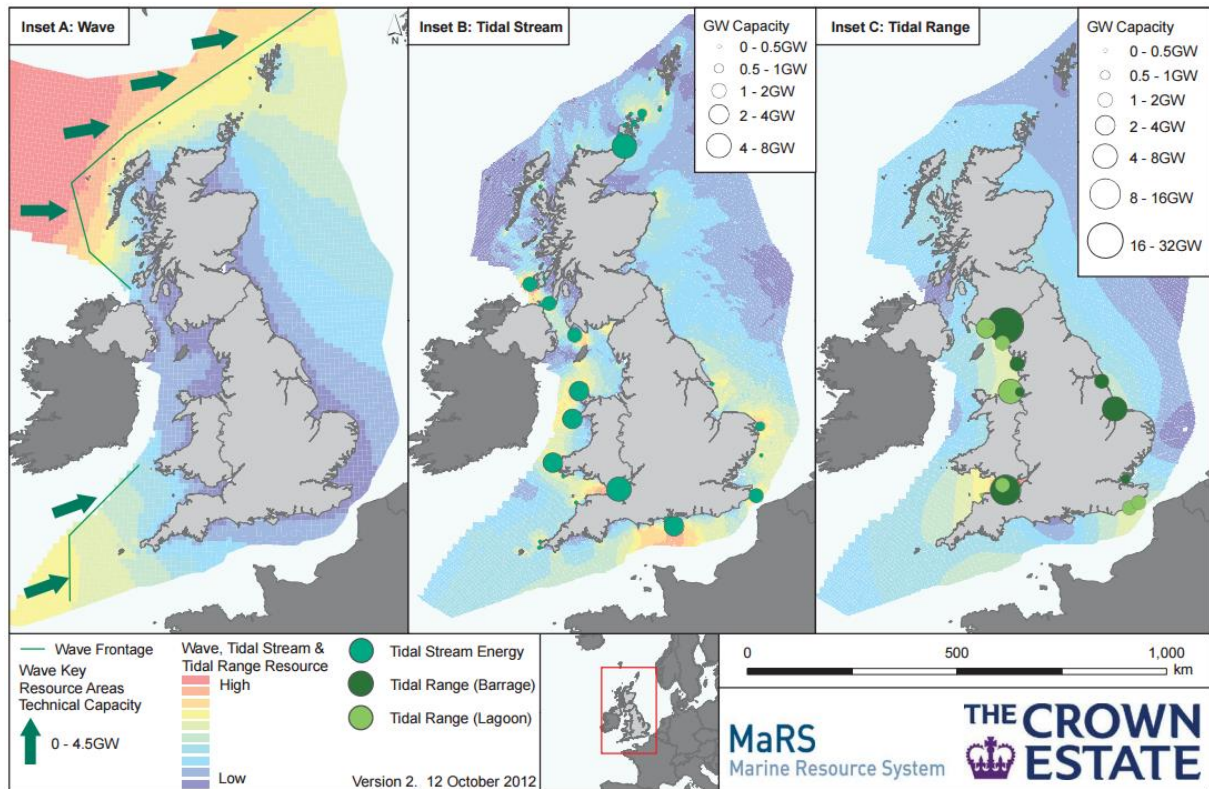 Inset A: Wave
N
Inset B: Tidal Stream
GW Capacity
0 - 0.5GW
0.5 - 1GW
1 - 2GW
2 - 4GW
4 - 8GW
Inset C: Tidal Range
GW Capacity
0 - 0.5GW
0.5 - 1GW
1 - 2GW
2 - 4GW
4 - 8GW
8 - 16GW
16 - 32GW
Wave Frontage
Wave Key
Resource Areas
Technical Capacity
0 - 4.5GW
Wave, Tidal Stream &
Tidal Range Resource
High
Low
Tidal Stream Energy
Tidal Range (Barrage)
Tidal Range (Lagoon)
Version 2. 12 October 2012
0 500 1,000
km
MaRS
Marine Resource System
THE CROWN
ESTATE